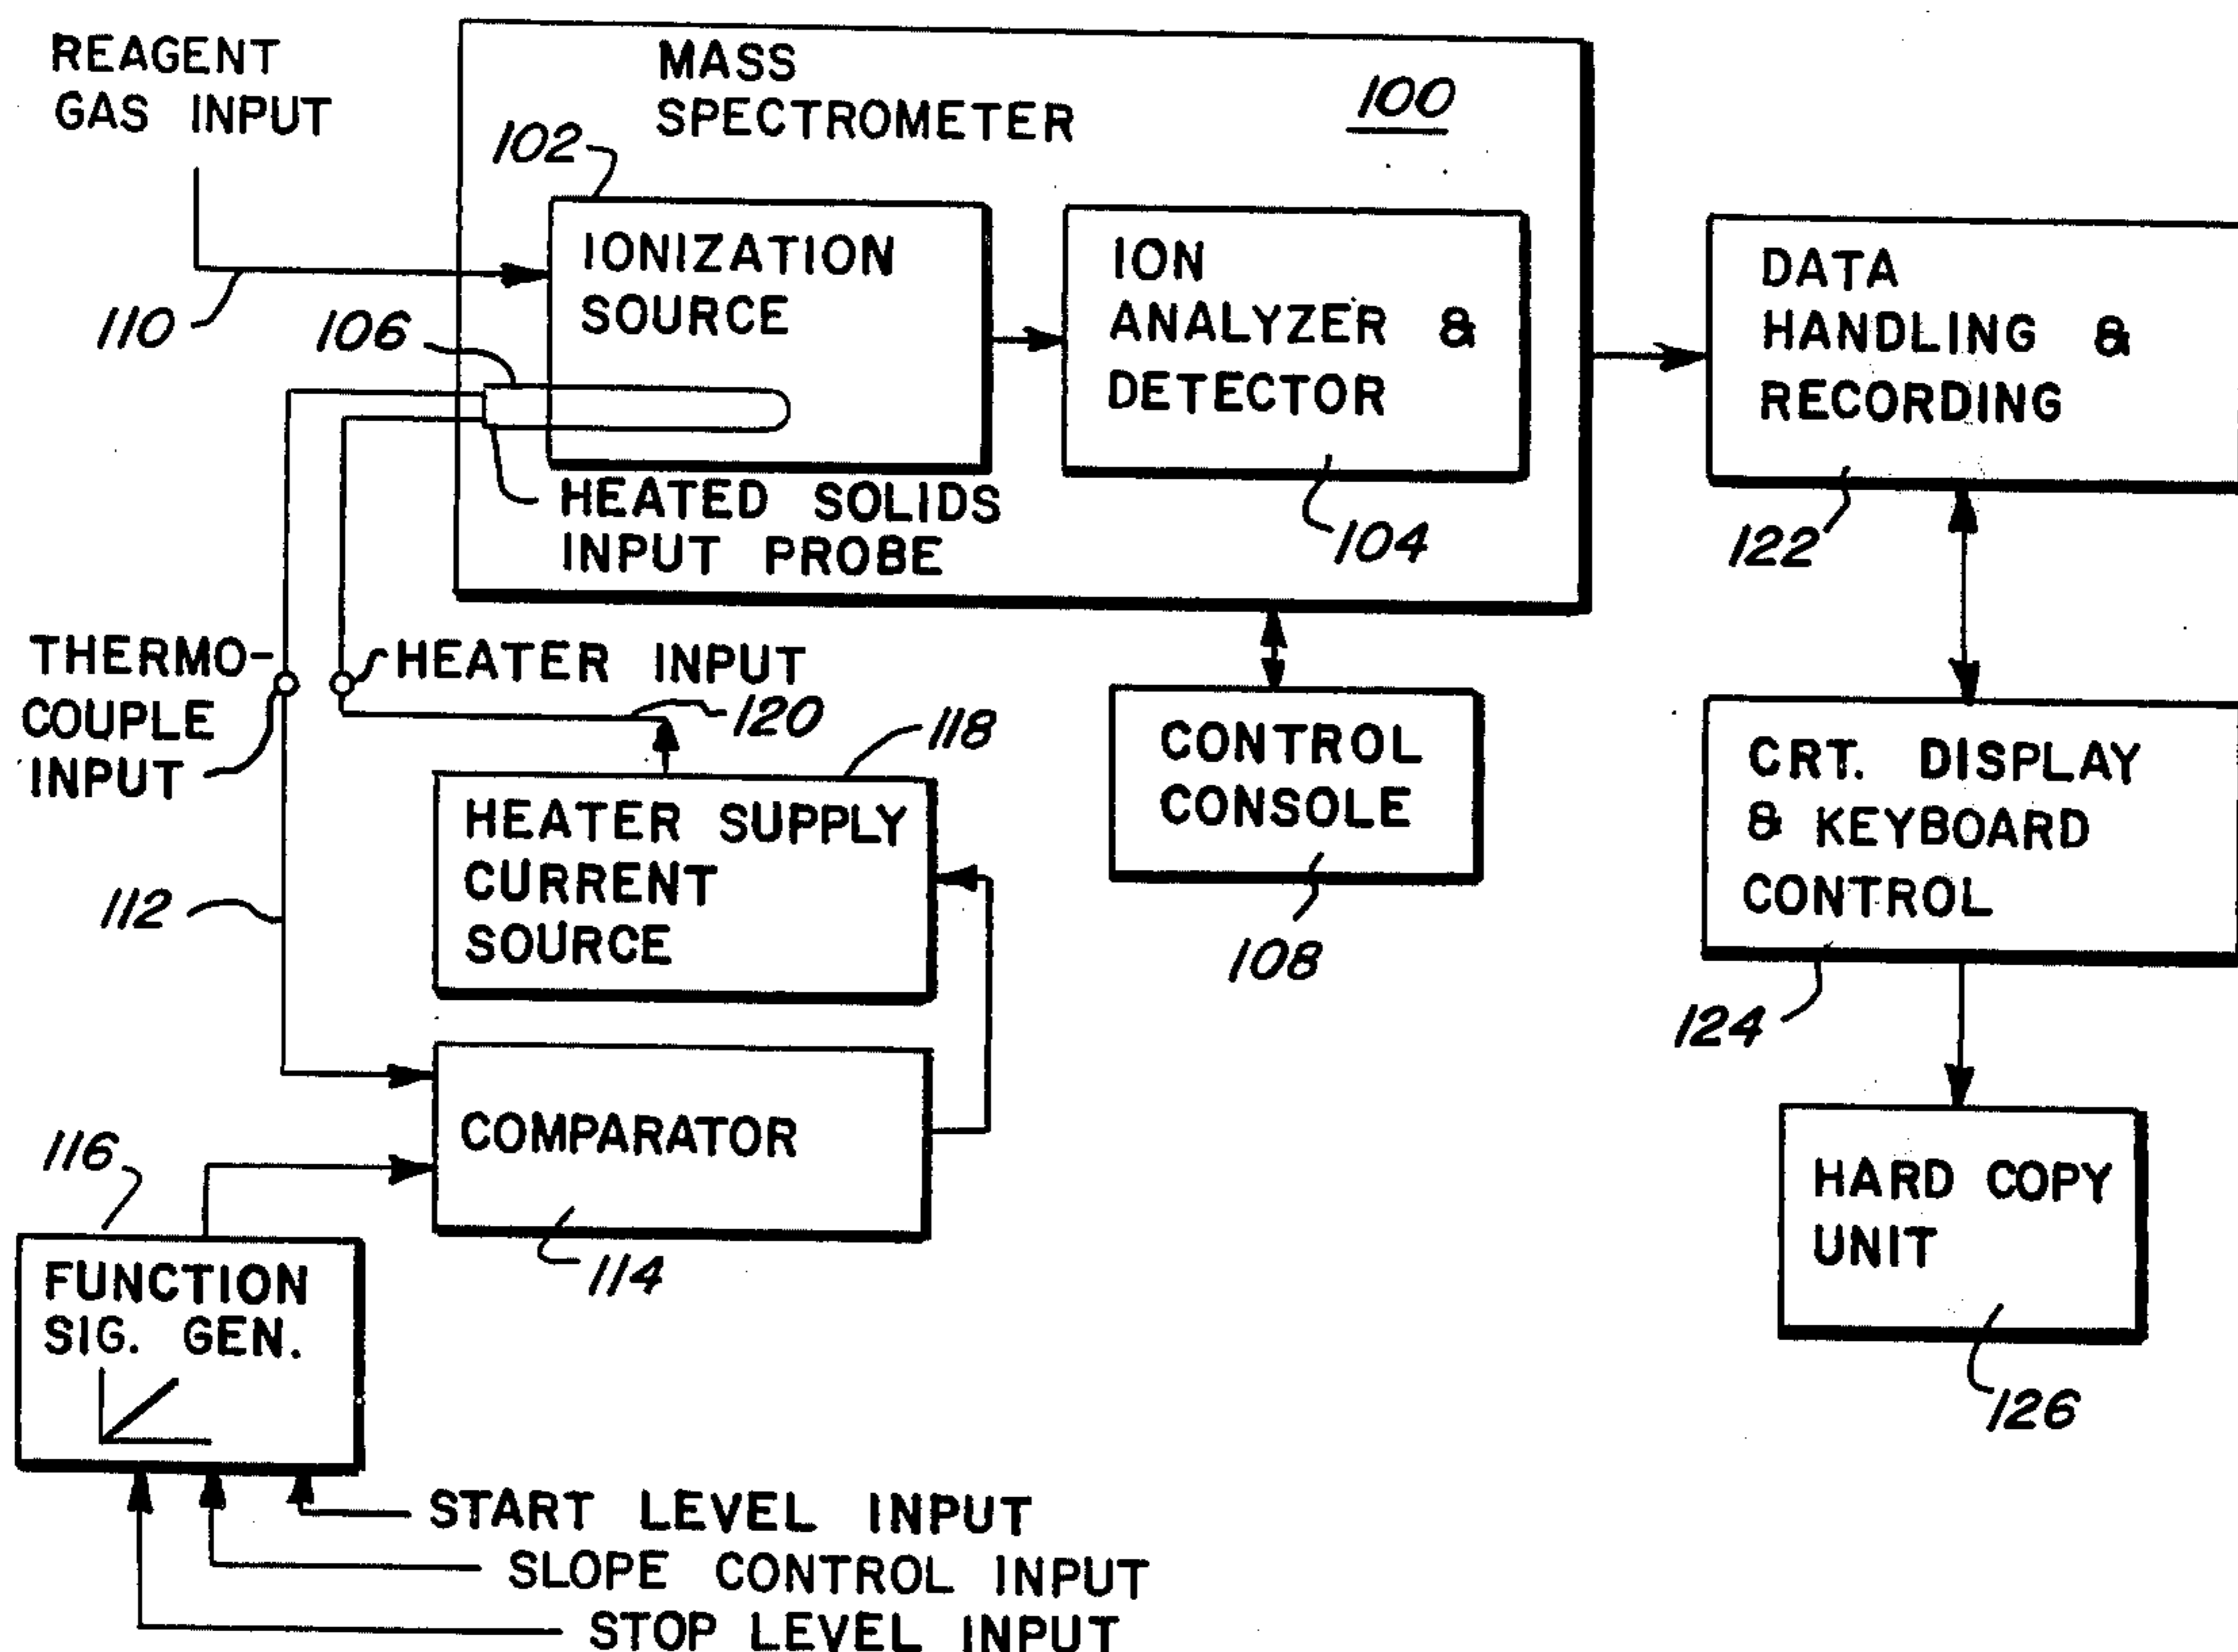 REAGENT
GAS INPUT
MASS
SPECTROMETER
100
102
IONIZATION
SOURCE
ION
ANALYZER &
DETECTOR
DATA
HANDLING &
RECORDING
110
106
HEATED SOLIDS
INPUT PROBE
104
122
THERMO-
COUPLE
INPUT
HEATER INPUT
120
118
HEATER SUPPLY
CURRENT
SOURCE
CONTROL
CONSOLE
CRT. DISPLAY
& KEYBOARD
CONTROL
112
108
124
COMPARATOR
114
116
FUNCTION
SIG. GEN.
HARD COPY
UNIT
126
START LEVEL INPUT
SLOPE CONTROL INPUT
STOP LEVEL INPUT